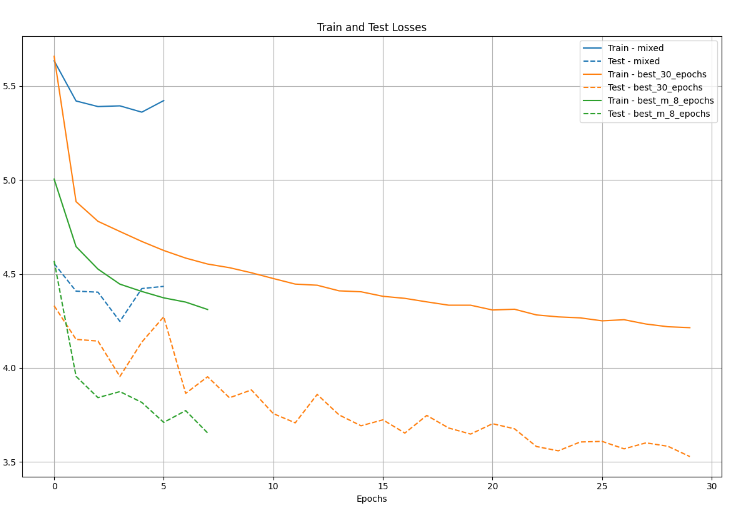 Train and Test Losses
Train - mixed
Test - mixed
Train - best_30_epochs
Test - best_30_epochs
Train - best_m_8_epochs
Test - best_m_8_epochs
5.5
5.0
4.5
4.0
3.5
0 5 10 15 20 25 30
Epochs